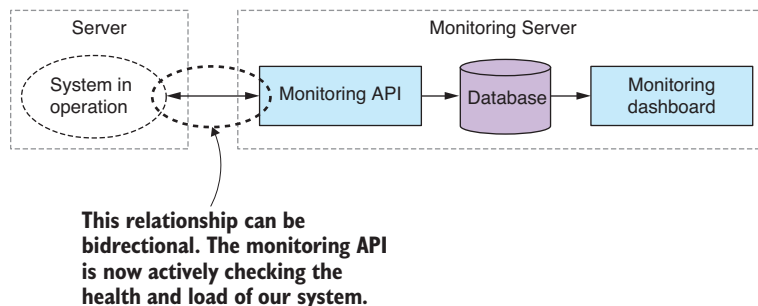 Server
Monitoring Server
System in
operation
Monitoring API
Database
Monitoring
dashboard
This relationship can be
bidrectional. The monitoring API
is now actively checking the
health and load of our system.